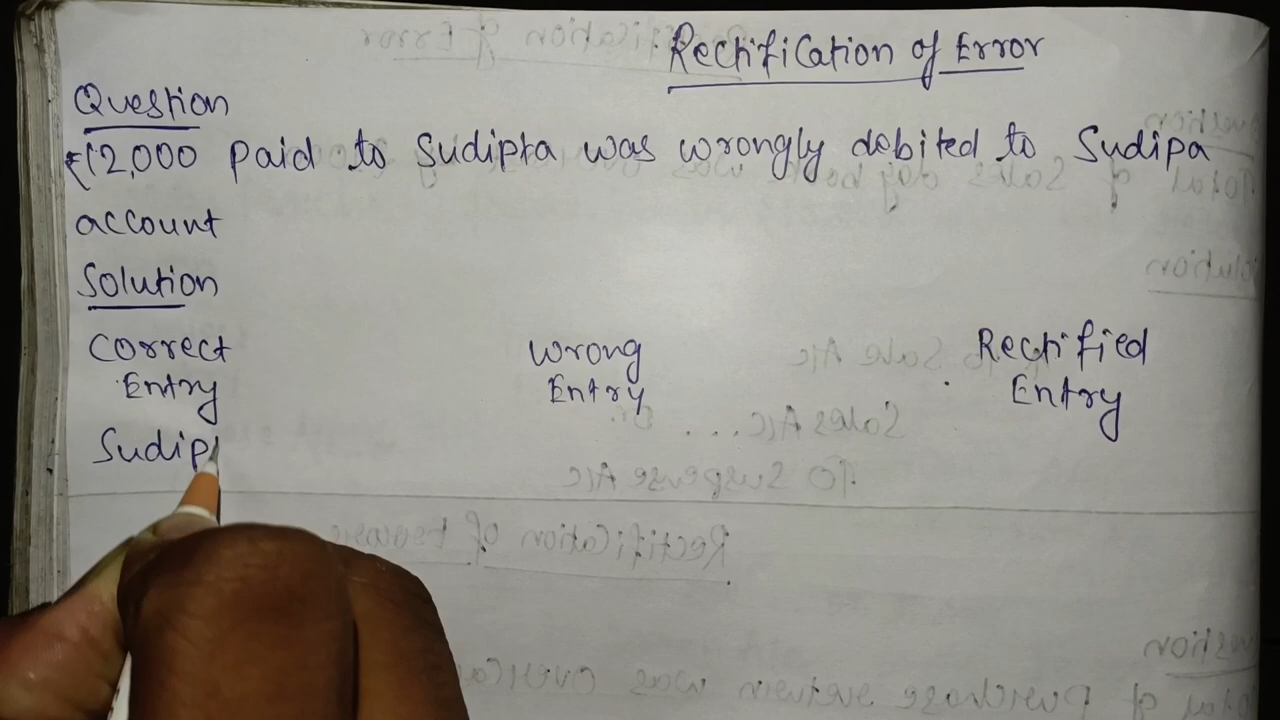 Rectification of Error
Question
₹12,000 paid to Sudipta was wrongly debited to Sudipa
account
Solution
Correct Wrong Rectified
Entry Entry Entry
Sudip